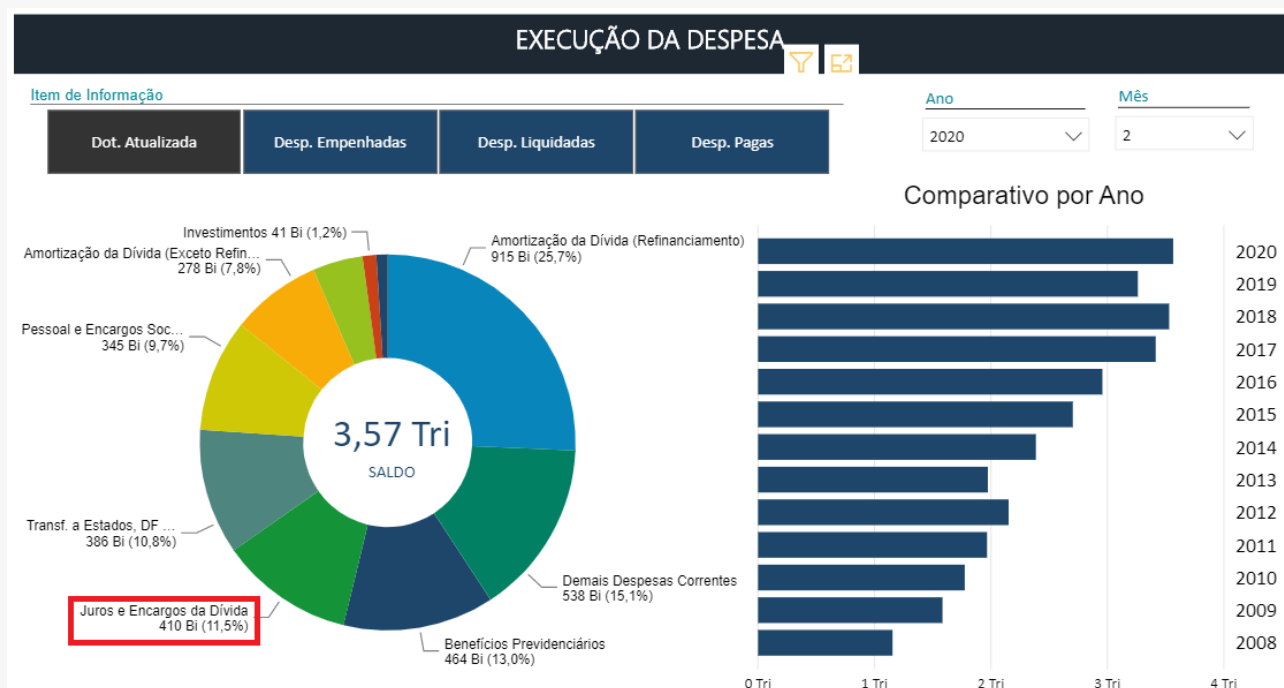 EXECUÇÃO DA DESPESA
Item de Informação
Dot. Atualizada
Desp. Empenhadas
Desp. Liquidadas
Desp. Pagas
Ano
2020
Mês
2
Investimentos 41 Bi (1,2%)
Amortização da Dívida (Exceto Refin...
278 Bi (7,8%)
Pessoal e Encargos Soc...
345 Bi (9,7%)
Transf. a Estados, DF ...
386 Bi (10,8%)
Juros e Encargos da Dívida
410 Bi (11,5%)
Amortização da Dívida (Refinanciamento)
915 Bi (25,7%)
Demais Despesas Correntes
538 Bi (15,1%)
Benefícios Previdenciários
464 Bi (13,0%)
3,57 Tri
SALDO
Comparativo por Ano
2020
2019
2018
2017
2016
2015
2014
2013
2012
2011
2010
2009
2008
0 Tri
1 Tri
2 Tri
3 Tri
4 Tri